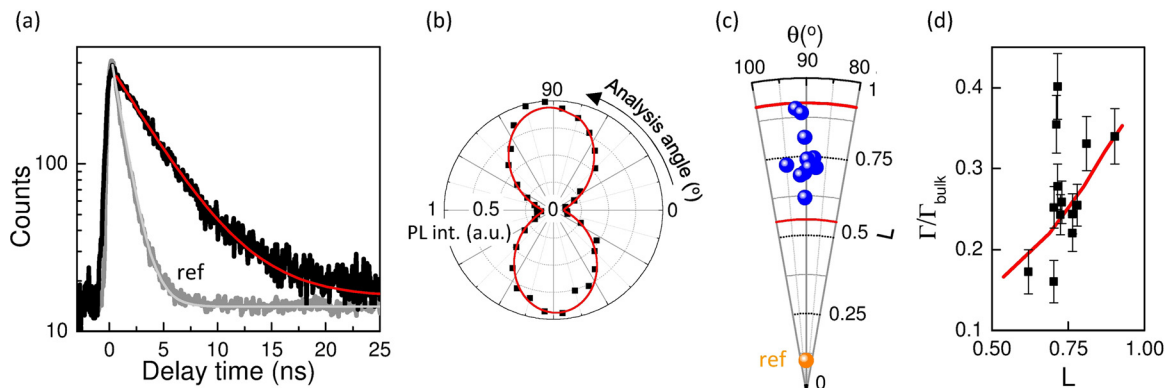 (a)
Counts
100
10
0
5
10
15
20
25
Delay time (ns)
ref
(b)
90
Analysis angle (º)
1
0.5
0
0
PL int. (a.u.)
(c)
θ(º)
100
90
80
1
0.75
0.5
0.25
0
L
ref
(d)
Γ/Γbulk
0.4
0.3
0.2
0.1
0.50
0.75
1.00
L